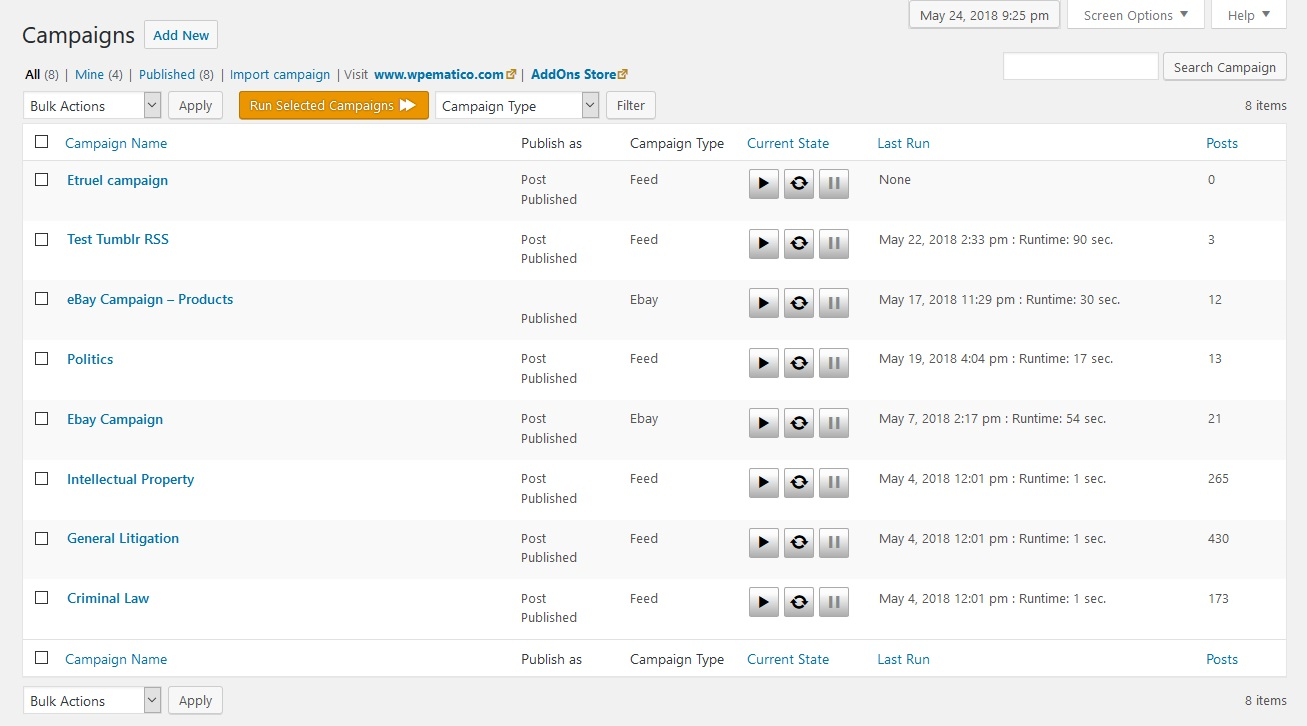 May 24, 2018 9:25 pm Screen Options Help
Campaigns Add New
All (8) | Mine (4) | Published (8) | Import campaign | Visit www.wpematico.com | AddOns Store
Search Campaign
Bulk Actions Apply Run Selected Campaigns Campaign Type Filter 8 items
Campaign Name Publish as Campaign Type Current State Last Run Posts
Etruel campaign Post Feed None 0
Published
Test Tumblr RSS Post Feed May 22, 2018 2:33 pm : Runtime: 90 sec. 3
Published
eBay Campaign – Products Ebay May 17, 2018 11:29 pm : Runtime: 30 sec. 12
Published
Politics Post Feed May 19, 2018 4:04 pm : Runtime: 17 sec. 13
Published
Ebay Campaign Post Ebay May 7, 2018 2:17 pm : Runtime: 54 sec. 21
Published
Intellectual Property Post Feed May 4, 2018 12:01 pm : Runtime: 1 sec. 265
Published
General Litigation Post Feed May 4, 2018 12:01 pm : Runtime: 1 sec. 430
Published
Criminal Law Post Feed May 4, 2018 12:01 pm : Runtime: 1 sec. 173
Published
Campaign Name Publish as Campaign Type Current State Last Run Posts
Bulk Actions Apply 8 items